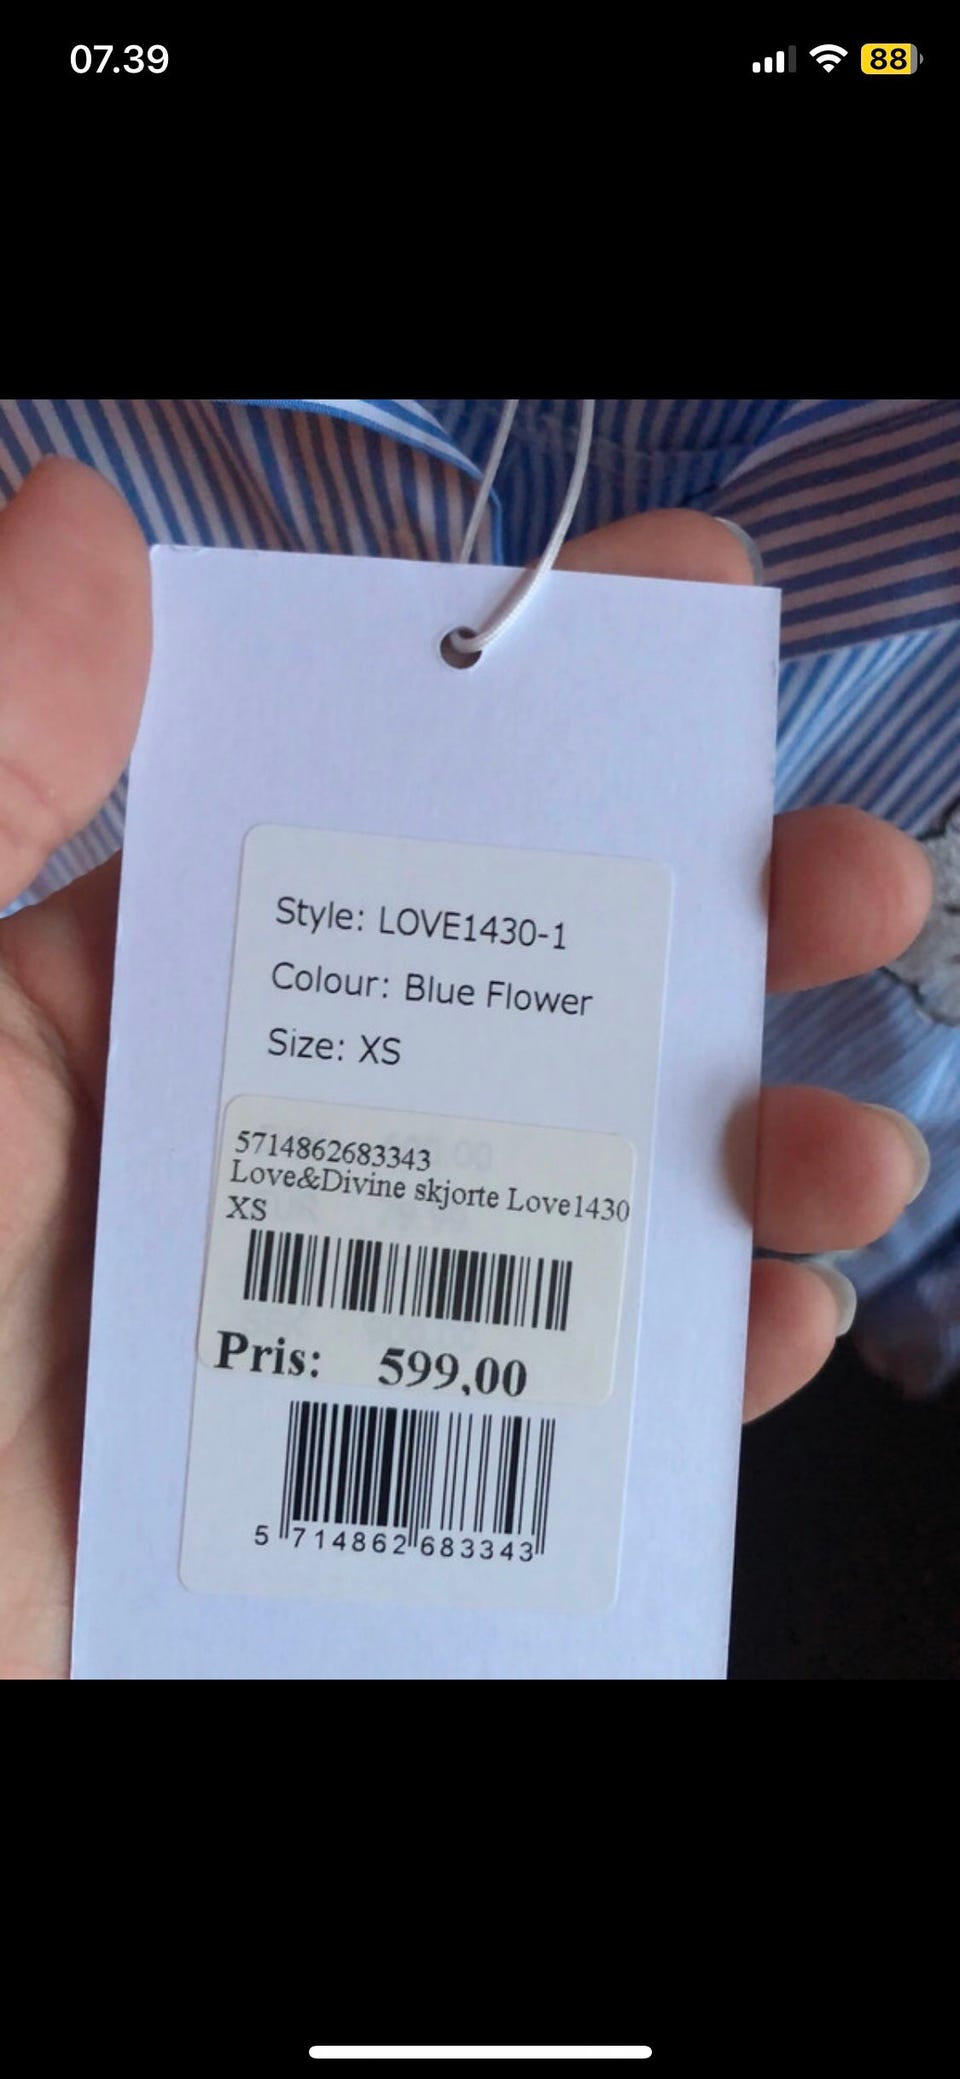 07.39
88
Style: LOVE1430-1
Colour: Blue Flower
Size: XS
5714862683343
Love&Divine skjorte Love1430
XS
Pris: 599,00
5 714862 683343